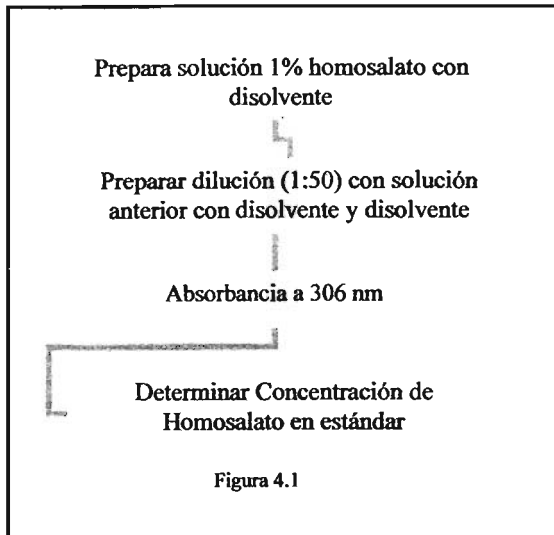 Prepara solución 1% homosalato con
disolvente
Preparar dilución (1:50) con solución
anterior con disolvente y disolvente
Absorbancia a 306 nm
Determinar Concentración de
Homosalato en estándar
Figura 4.1